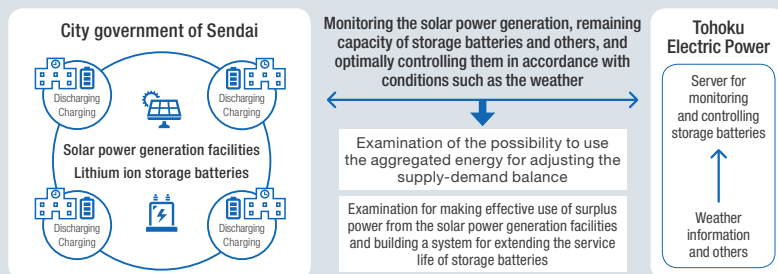 City government of Sendai
Discharging
Charging
Discharging
Charging
Solar power generation facilities
Lithium ion storage batteries
Discharging
Charging
Discharging
Charging
Monitoring the solar power generation, remaining
capacity of storage batteries and others, and
optimally controlling them in accordance with
conditions such as the weather
Examination of the possibility to use
the aggregated energy for adjusting the
supply-demand balance
Examination for making effective use of surplus
power from the solar power generation facilities
and building a system for extending the service
life of storage batteries
Tohoku
Electric Power
Server for
monitoring
and controlling
storage batteries
Weather
information
and others